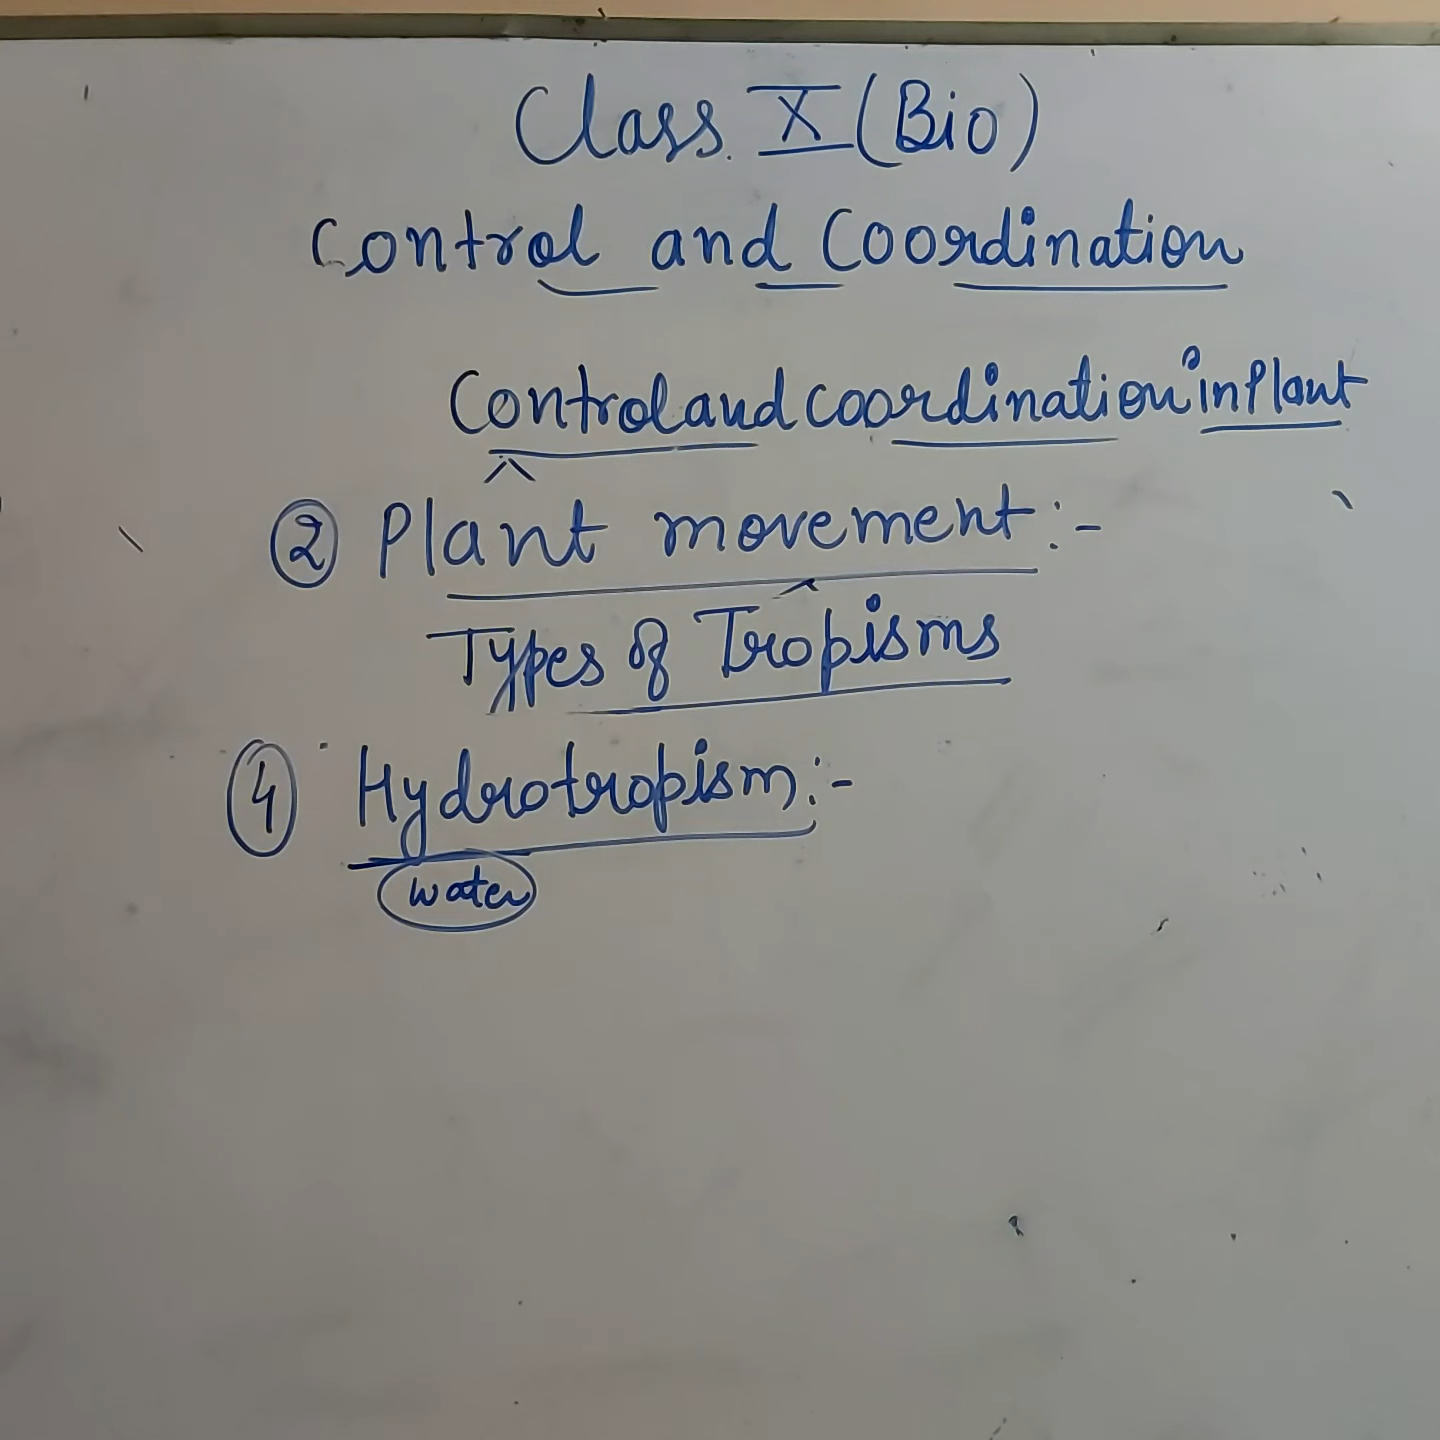 Class. X (Bio)
Control and Coordination
Control and coordination in Plant
② Plant movement :-
Types of Tropisms
④ Hydrotropism :-
water